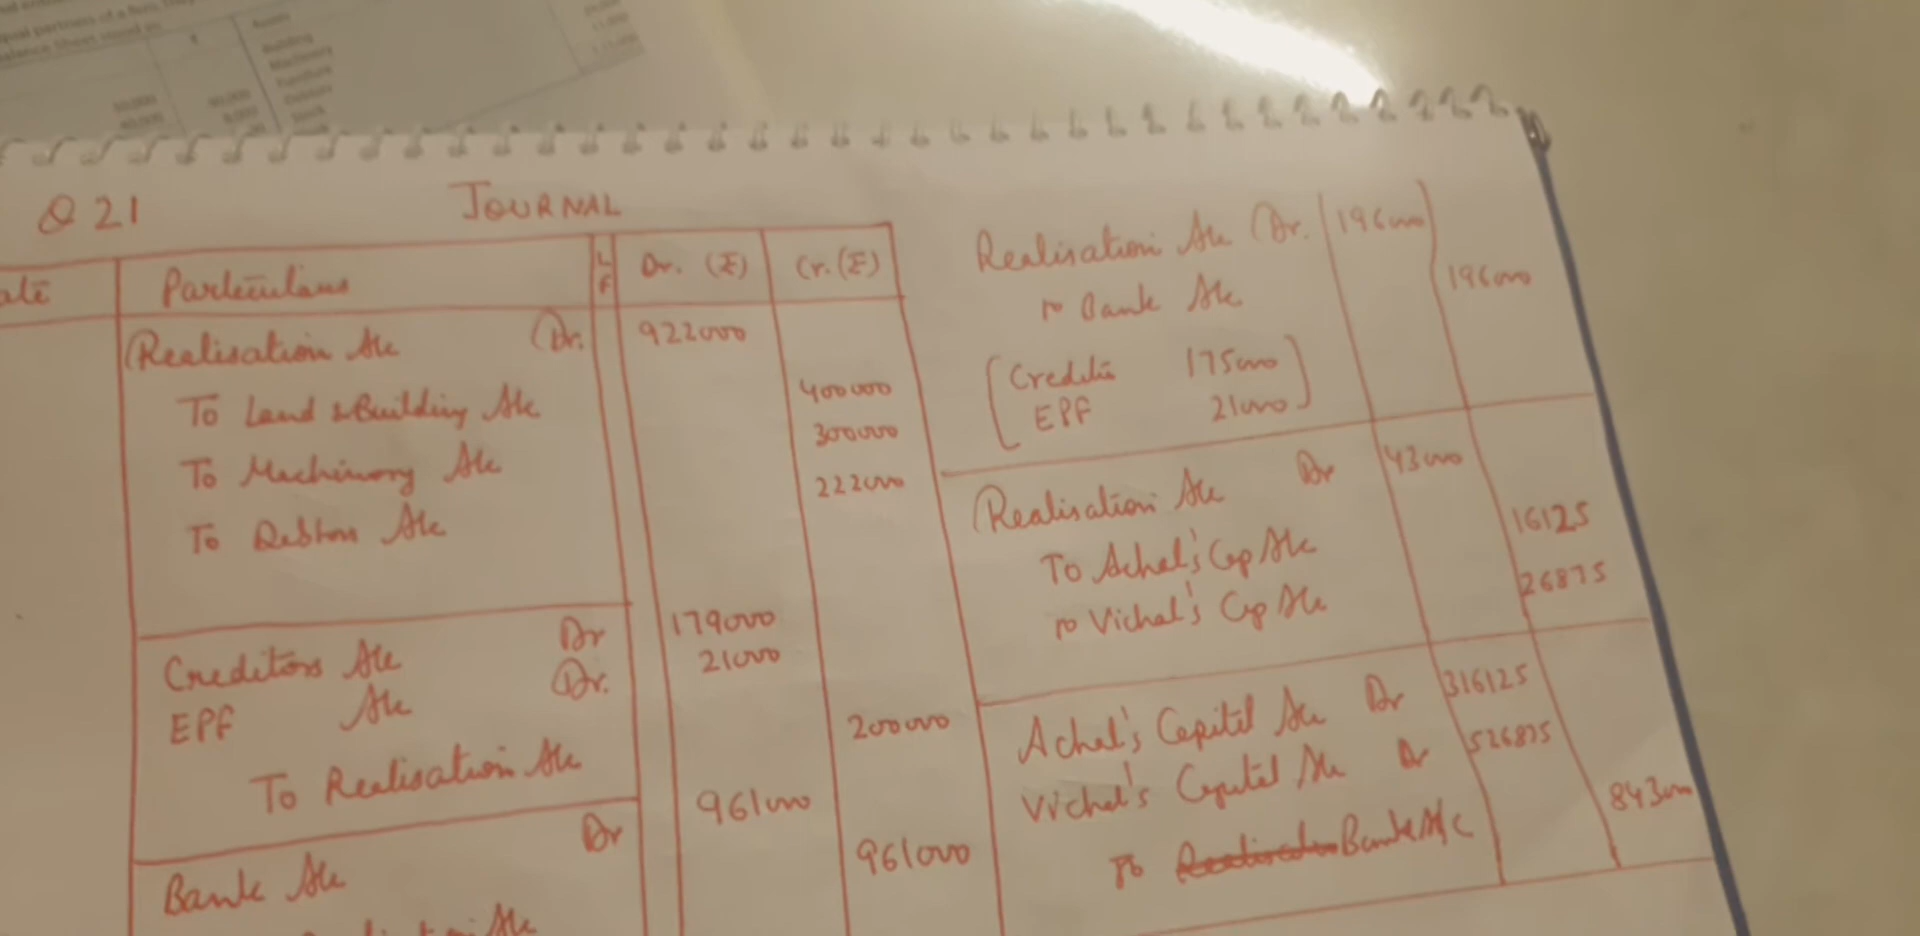 Q 21
JOURNAL
Particulars
LF
Dr. (₹)
Cr. (₹)
Realisation A/c Dr. 922000
To Land & Building A/c 400000
To Machinery A/c 300000
To Debtors A/c 222000
Creditors A/c Dr 179000
EPF A/c Dr. 21000
To Realisation A/c 200000
Bank A/c Dr 961000
961000
Realisation A/c Dr. 196000
To Bank A/c 196000
Credits 175000
EPF 21000
Realisation A/c Dr 43000
To Achal's Cap A/c 16125
To Vichal's Cap A/c 26875
Achal's Capital A/c Dr 316125
Vichal's Capital A/c Dr 526875
To Bank A/c 843000